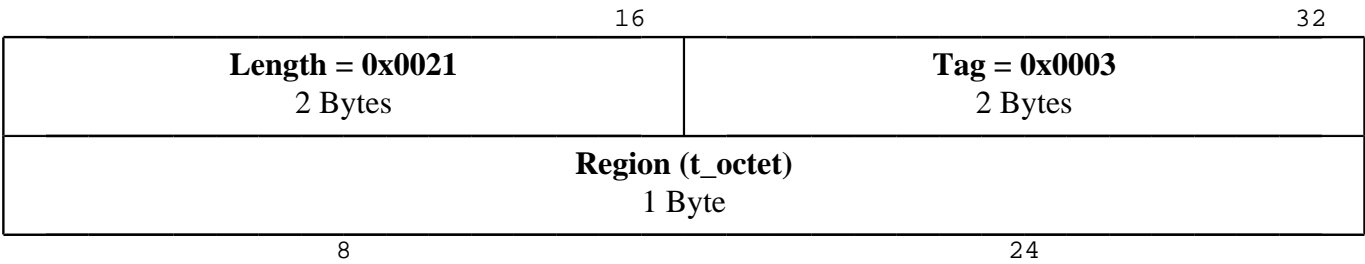 16 32
Length = 0x0021 Tag = 0x0003
2 Bytes 2 Bytes
Region (t_octet)
1 Byte
8 24